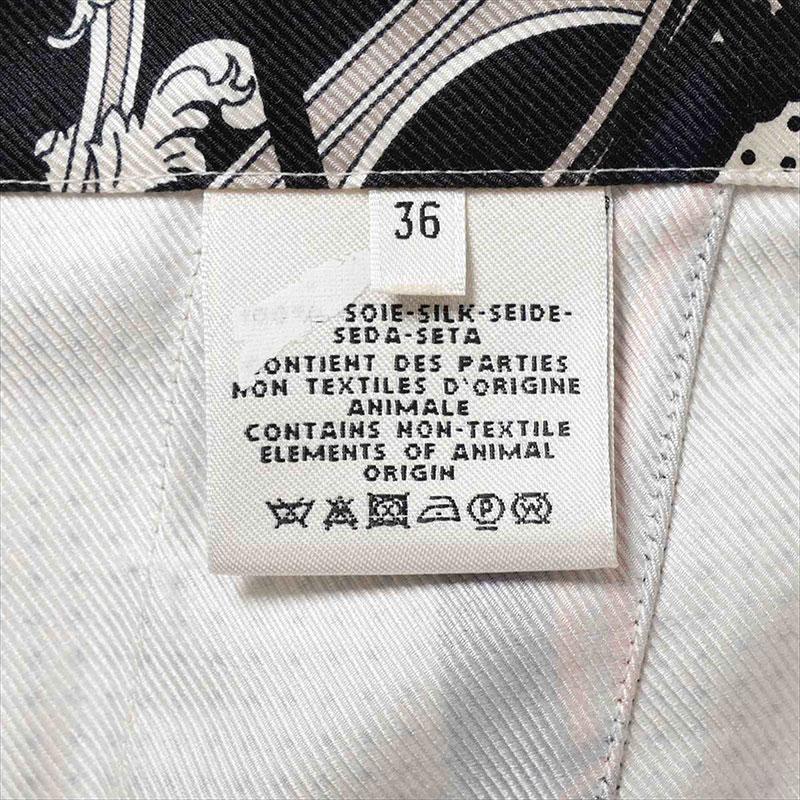 36
SOIE-SILK-SEIDE-
SEDA-SETA
CONTIENT DES PARTIES
NON TEXTILES D'ORIGINE
ANIMALE
CONTAINS NON-TEXTILE
ELEMENTS OF ANIMAL
ORIGIN
P W